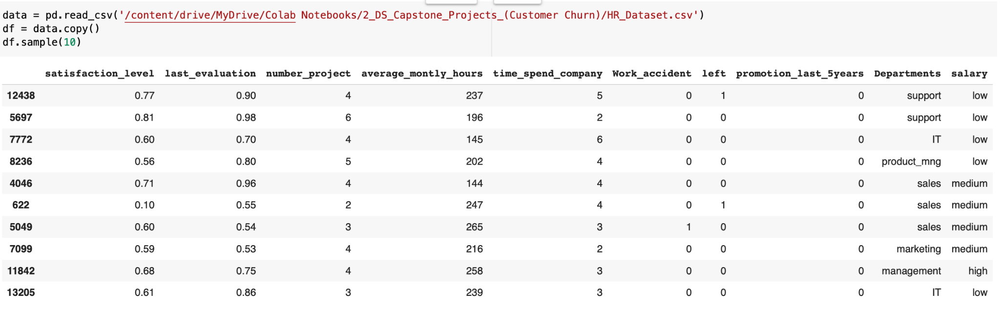 data = pd.read_csv('/content/drive/MyDrive/Colab Notebooks/2_DS_Capstone_Projects_(Customer Churn)/HR_Dataset.csv')
df = data.copy()
df.sample(10)
satisfaction_level last_evaluation number_project average_montly_hours time_spend_company Work_accident left promotion_last_5years Departments salary
12438 0.77 0.90 4 237 5 0 1 0 support low
5697 0.81 0.98 6 196 2 0 0 0 support low
7772 0.60 0.70 4 145 6 0 0 0 IT low
8236 0.56 0.80 5 202 4 0 0 0 product_mng low
4046 0.71 0.96 4 144 4 0 0 0 sales medium
622 0.10 0.55 2 247 4 0 1 0 sales medium
5049 0.60 0.54 3 265 3 1 0 0 sales medium
7099 0.59 0.53 4 216 2 0 0 0 marketing medium
11842 0.68 0.75 4 258 3 0 0 0 management high
13205 0.61 0.86 3 239 3 0 0 0 IT low